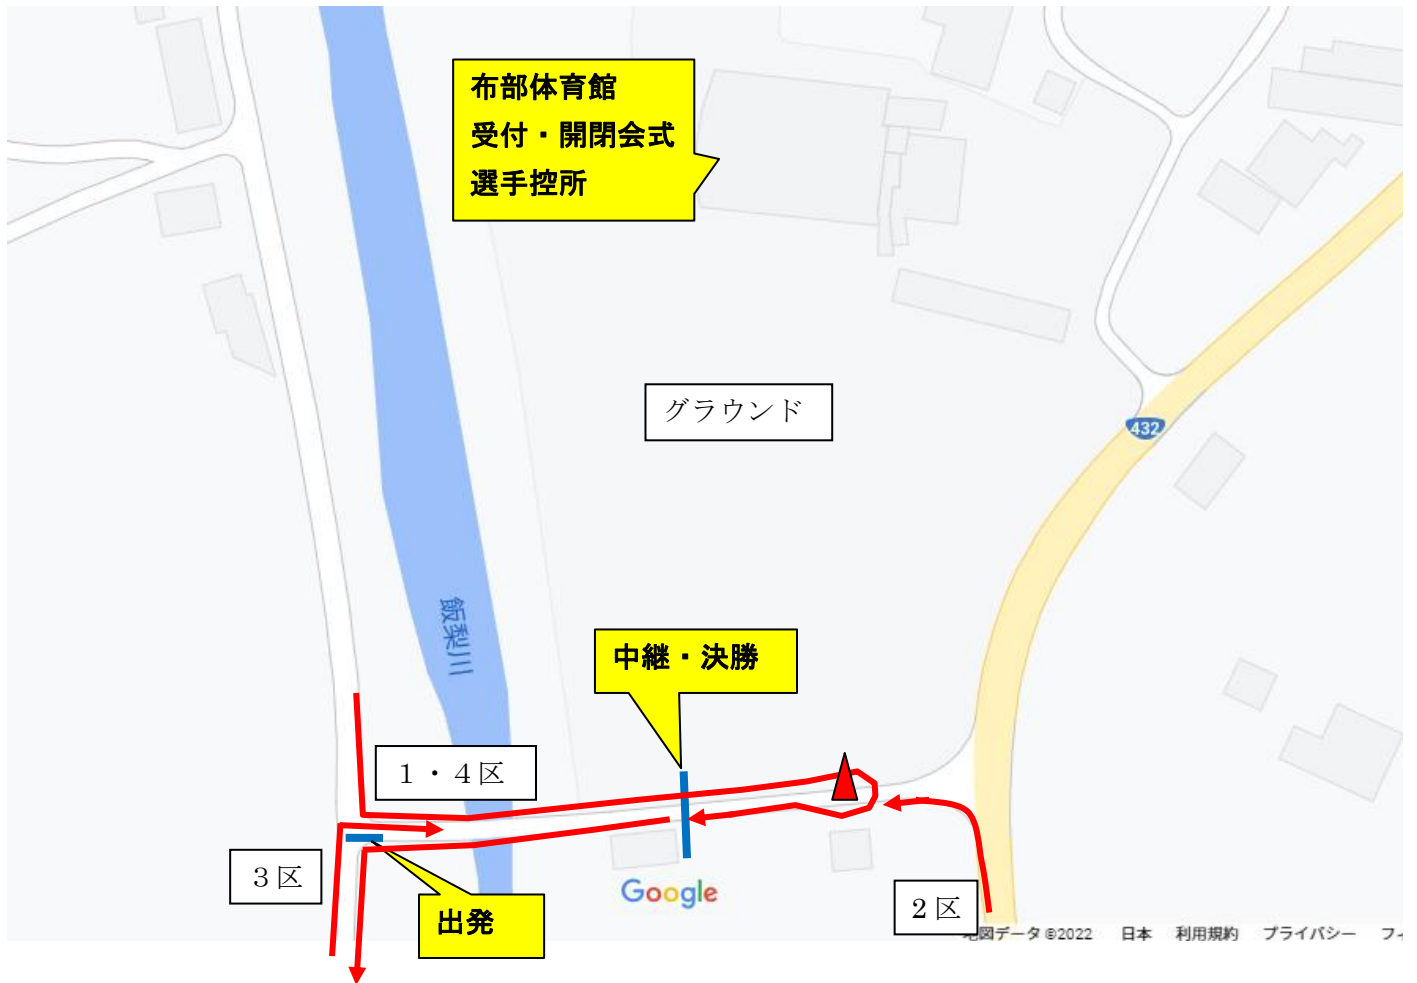 布部体育館
受付・開閉会式
選手控所
グラウンド
432
飯梨川
中継・決勝
１・４区
３区
出発
２区
Google
地図データ ©2022 日本 利用規約 プライバシー フィ